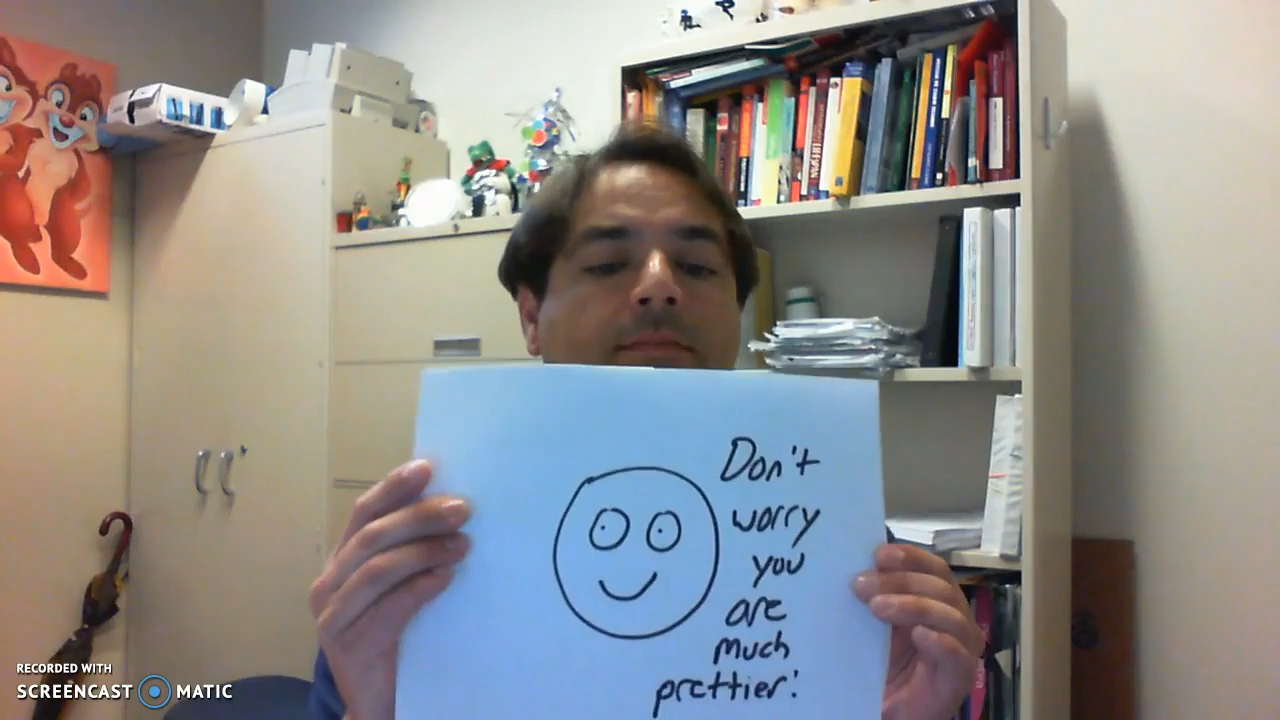 Don't
worry
you
are
much
prettier!
RECORDED WITH
SCREENCAST MATIC